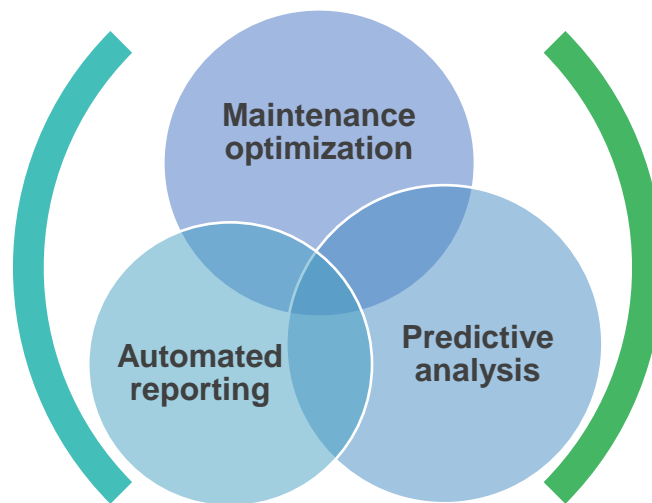 Maintenance
optimization
Automated
reporting
Predictive
analysis